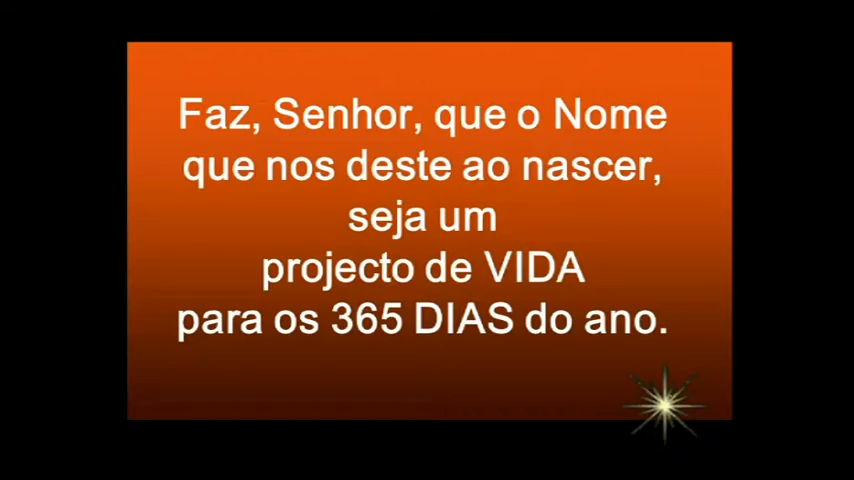 Faz, Senhor, que o Nome
que nos deste ao nascer,
seja um
projecto de VIDA
para os 365 DIAS do ano.